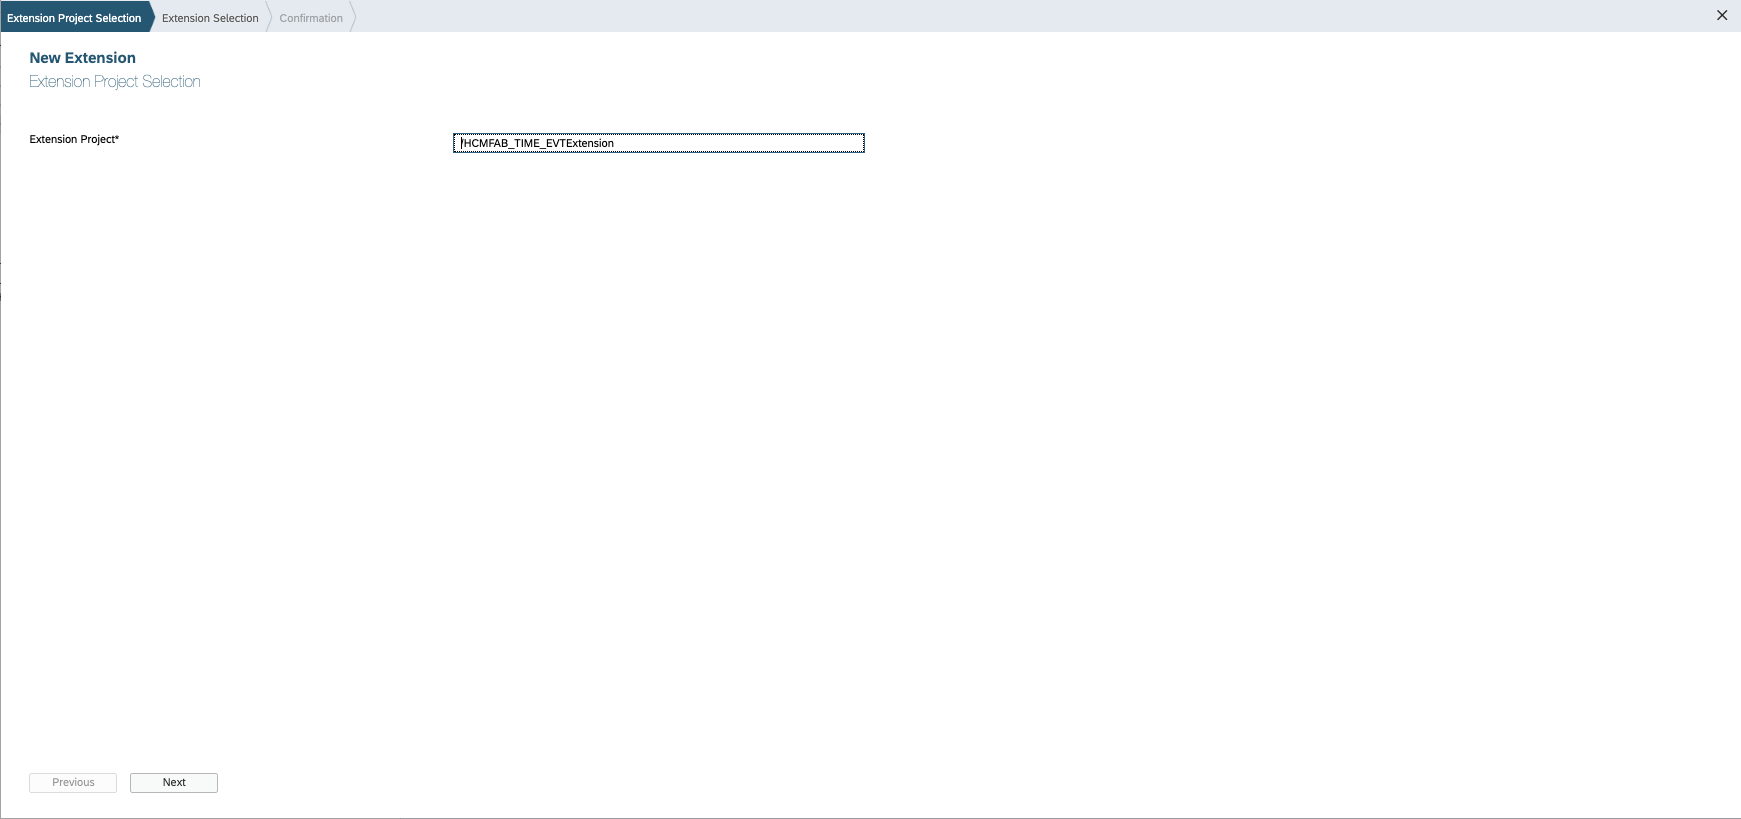 Extension Project Selection Extension Selection Confirmation
New Extension
Extension Project Selection
Extension Project* /HCMFAB_TIME_EVTExtension
Previous Next